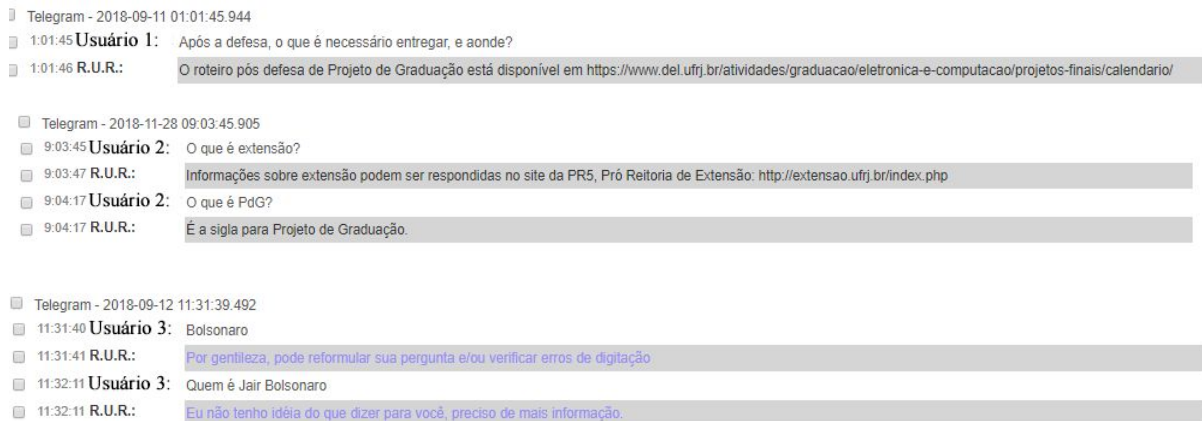 Telegram - 2018-09-11 01:01:45.944
1:01:45 Usuário 1: Após a defesa, o que é necessário entregar, e aonde?
1:01:46 R.U.R.: O roteiro pós defesa de Projeto de Graduação está disponível em https://www.del.ufrj.br/atividades/graduacao/eletronica-e-computacao/projetos-finais/calendario/
Telegram - 2018-11-28 09:03:45.905
9:03:45 Usuário 2: O que é extensão?
9:03:47 R.U.R.: Informações sobre extensão podem ser respondidas no site da PR5, Pró Reitoria de Extensão: http://extensao.ufrj.br/index.php
9:04:17 Usuário 2: O que é PdG?
9:04:17 R.U.R.: É a sigla para Projeto de Graduação.
Telegram - 2018-09-12 11:31:39.492
11:31:40 Usuário 3: Bolsonaro
11:31:41 R.U.R.: Por gentileza, pode reformular sua pergunta e/ou verificar erros de digitação
11:32:11 Usuário 3: Quem é Jair Bolsonaro
11:32:11 R.U.R.: Eu não tenho idéia do que dizer para você, preciso de mais informação.